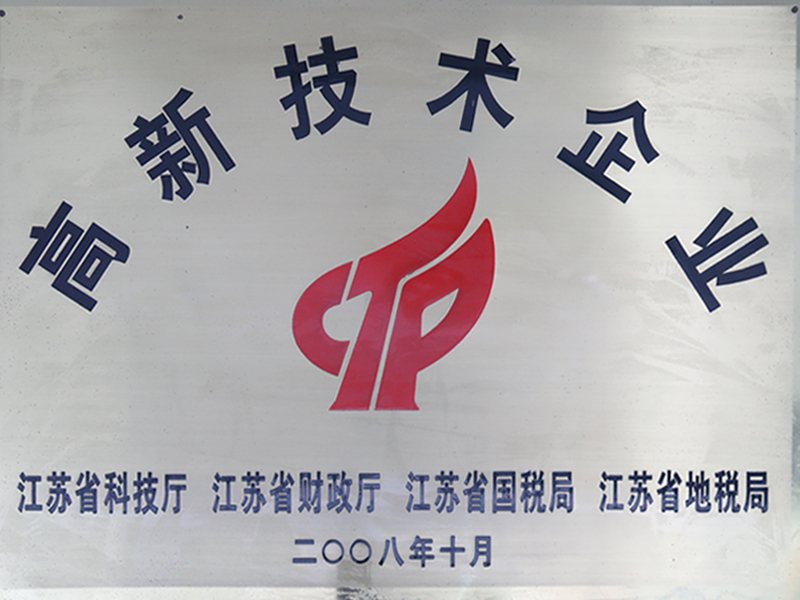 高新技术企业
江苏省科技厅 江苏省财政厅 江苏省国税局 江苏省地税局
二〇〇八年十月